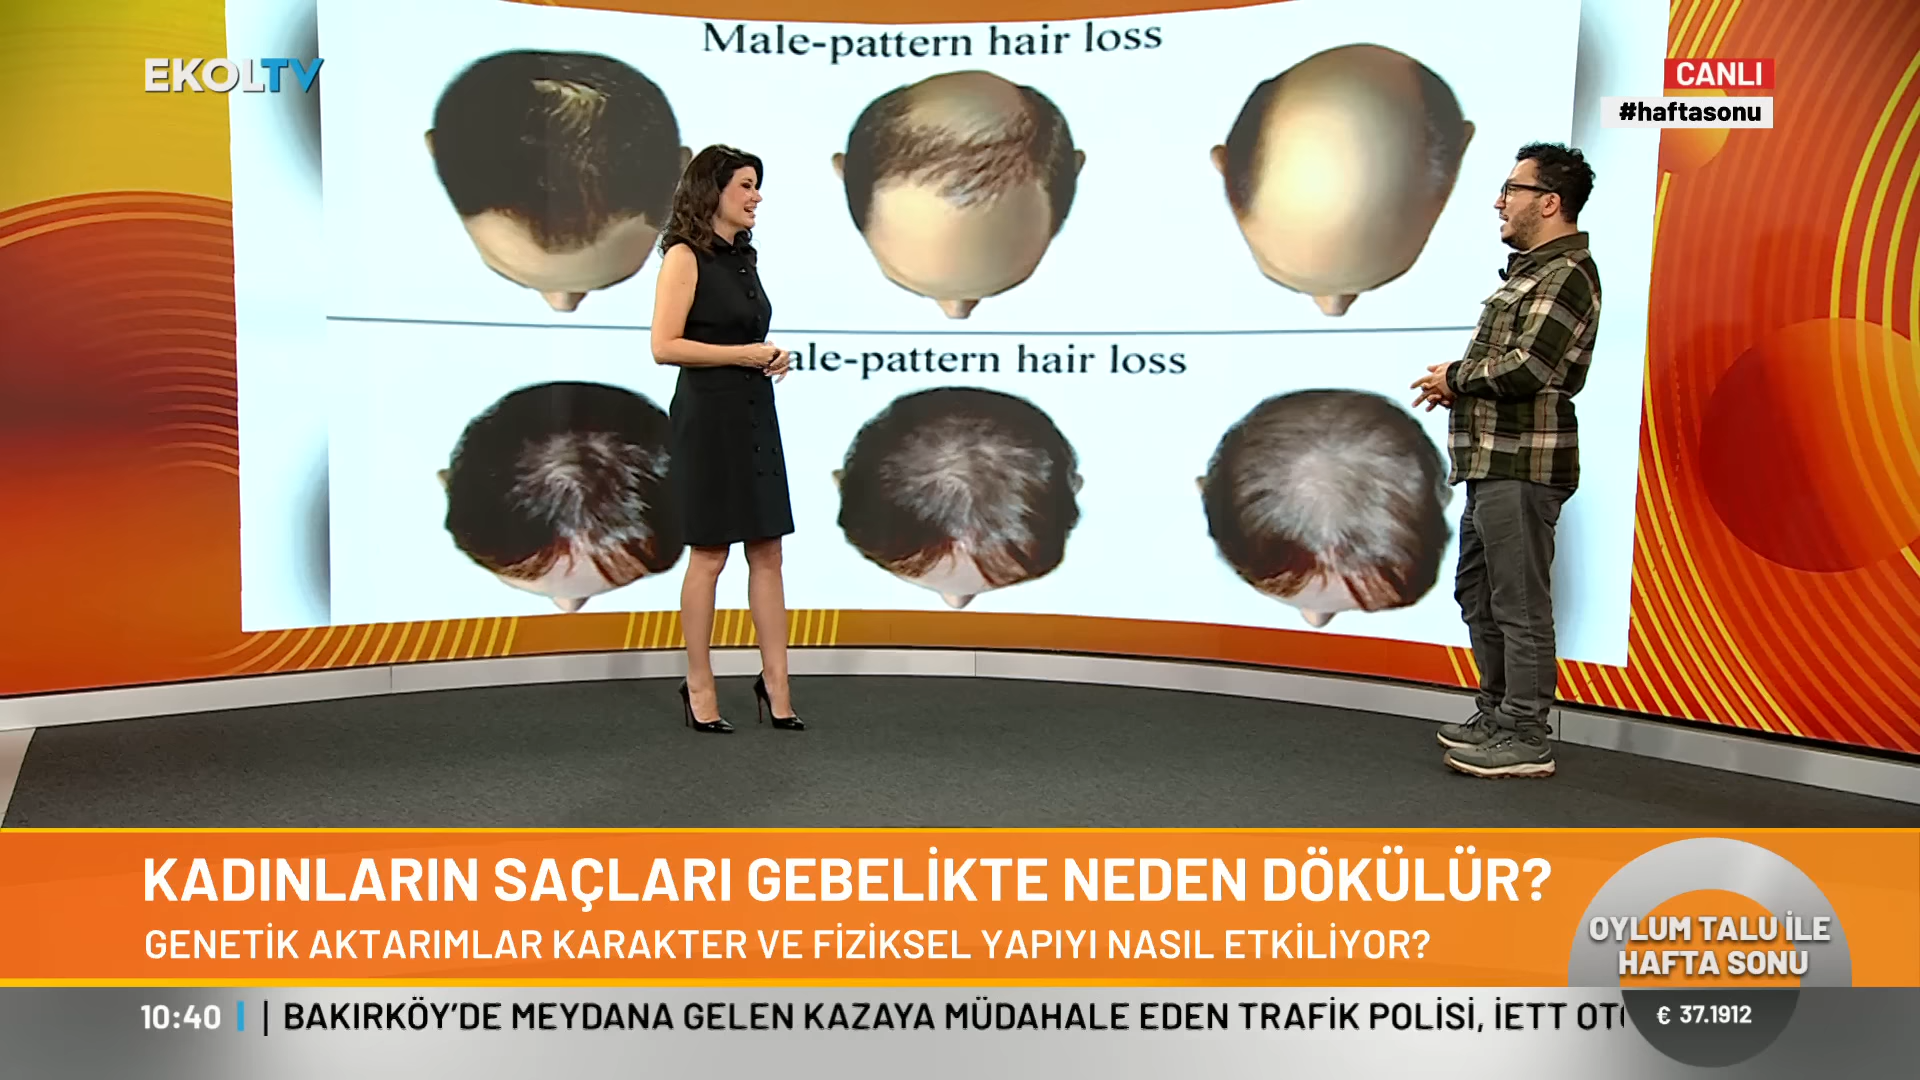 Male-pattern hair loss
EKOLTV
CANLI
#haftasonu
ale-pattern hair loss
KADINLARIN SAÇLARI GEBELİKTE NEDEN DÖKÜLÜR?
GENETİK AKTARIMLAR KARAKTER VE FİZİKSEL YAPIYI NASIL ETKİLİYOR?
OYLUM TALU İLE
HAFTA SONU
10:40 | BAKIRKÖY'DE MEYDANA GELEN KAZAYA MÜDAHALE EDEN TRAFİK POLİSİ, İETT
€ 37.1912